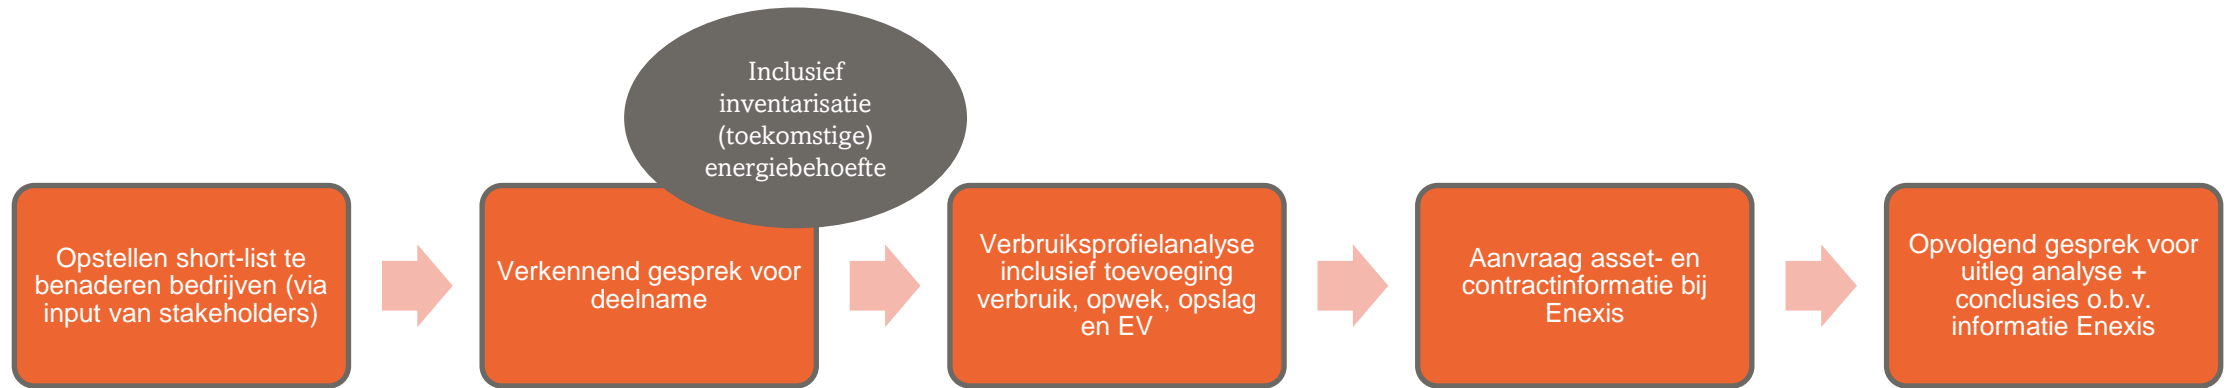 Inclusief
inventarisatie
(toekomstige)
energiebehoefte
Opstellen short-list te
benaderen bedrijven (via
input van stakeholders)
Verkennend gesprek voor
deelname
Verbruiksprofielanalyse
inclusief toevoeging
verbruik, opwek, opslag
en EV
Aanvraag asset- en
contractinformatie bij
Enexis
Opvolgend gesprek voor
uitleg analyse +
conclusies o.b.v.
informatie Enexis